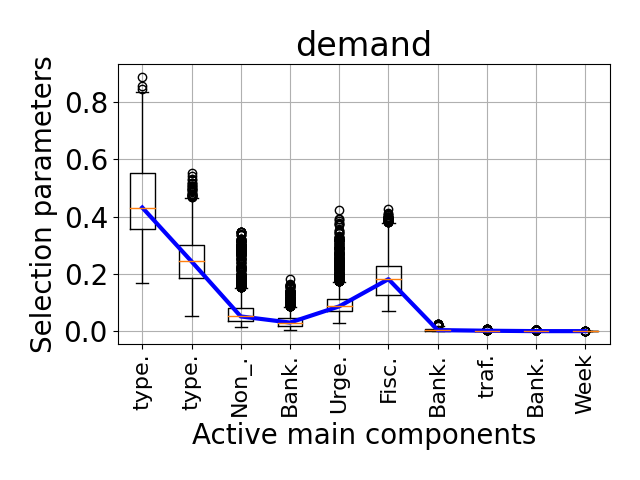 demand
Selection parameters
0.8
0.6
0.4
0.2
0.0
type.
type.
Non_.
Bank.
Urge.
Fisc.
Bank.
traf.
Bank.
Week
Active main components